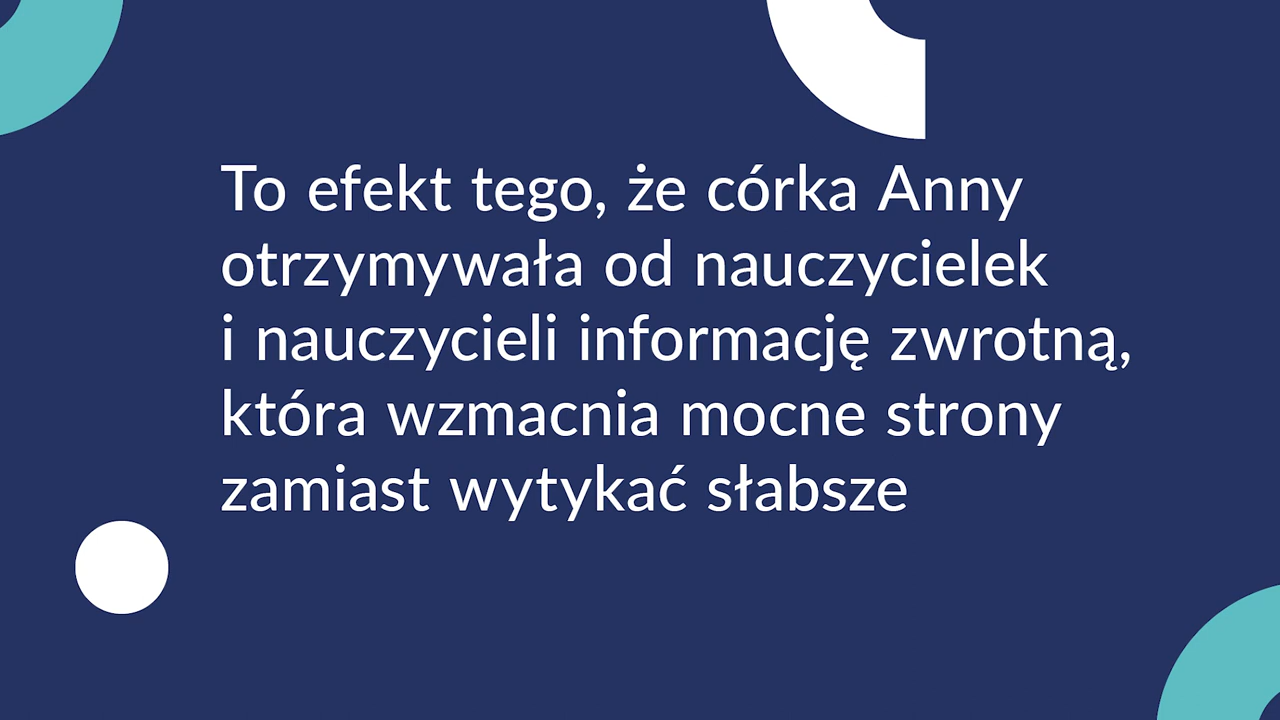 To efekt tego, że córka Anny
otrzymywała od nauczycielek
i nauczycieli informację zwrotną,
która wzmacnia mocne strony
zamiast wytykać słabsze